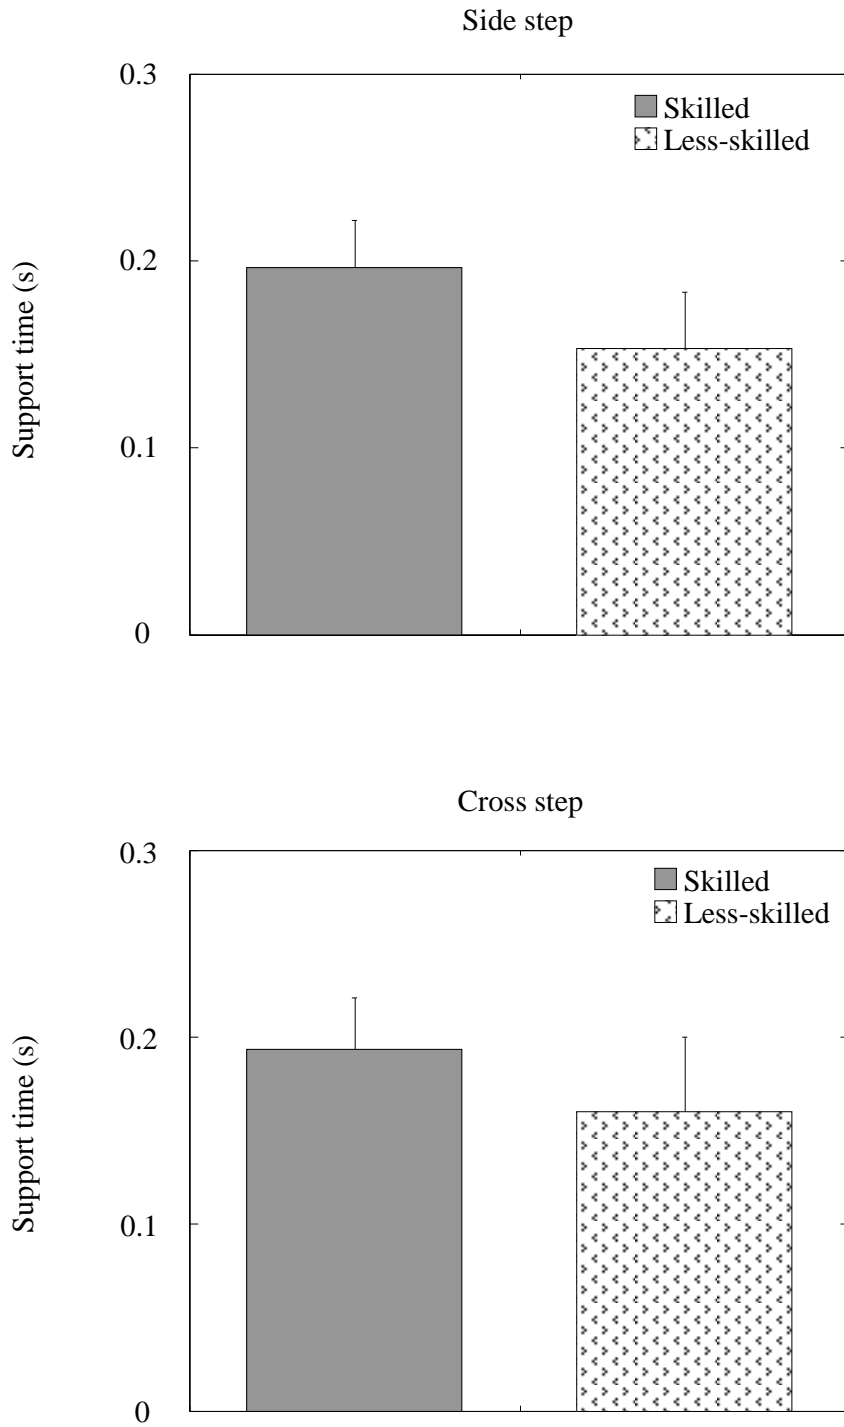 Side step
0.3
Skilled
Less-skilled
0.2
Support time (s)
0.1
0
Cross step
0.3
Skilled
Less-skilled
0.2
Support time (s)
0.1
0